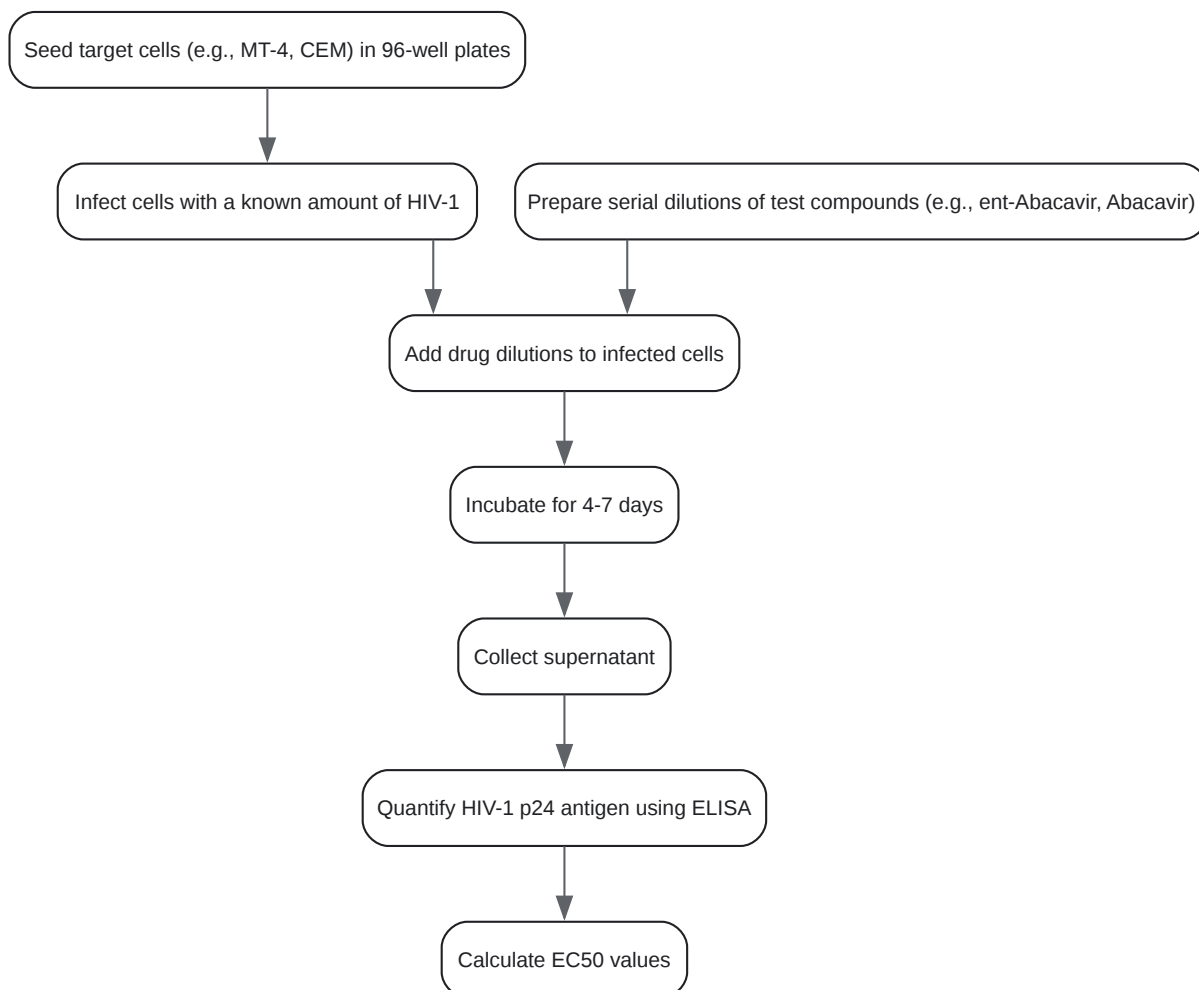 Seed target cells (e.g., MT-4, CEM) in 96-well plates
Infect cells with a known amount of HIV-1
Prepare serial dilutions of test compounds (e.g., ent-Abacavir, Abacavir)
Add drug dilutions to infected cells
Incubate for 4-7 days
Collect supernatant
Quantify HIV-1 p24 antigen using ELISA
Calculate EC50 values